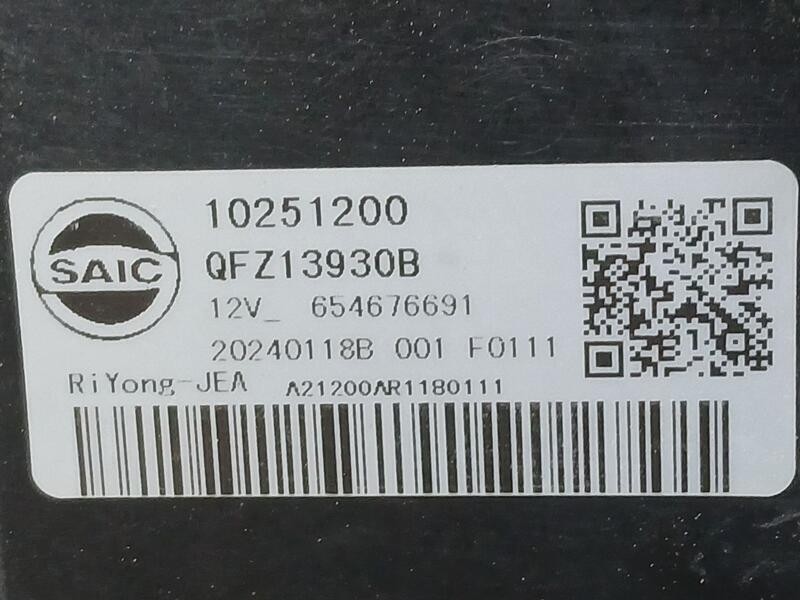 SAIC
10251200
QFZ13930B
12V_ 654676691
20240118B 001 F0111
RiYong-JEA A21200AR1180111